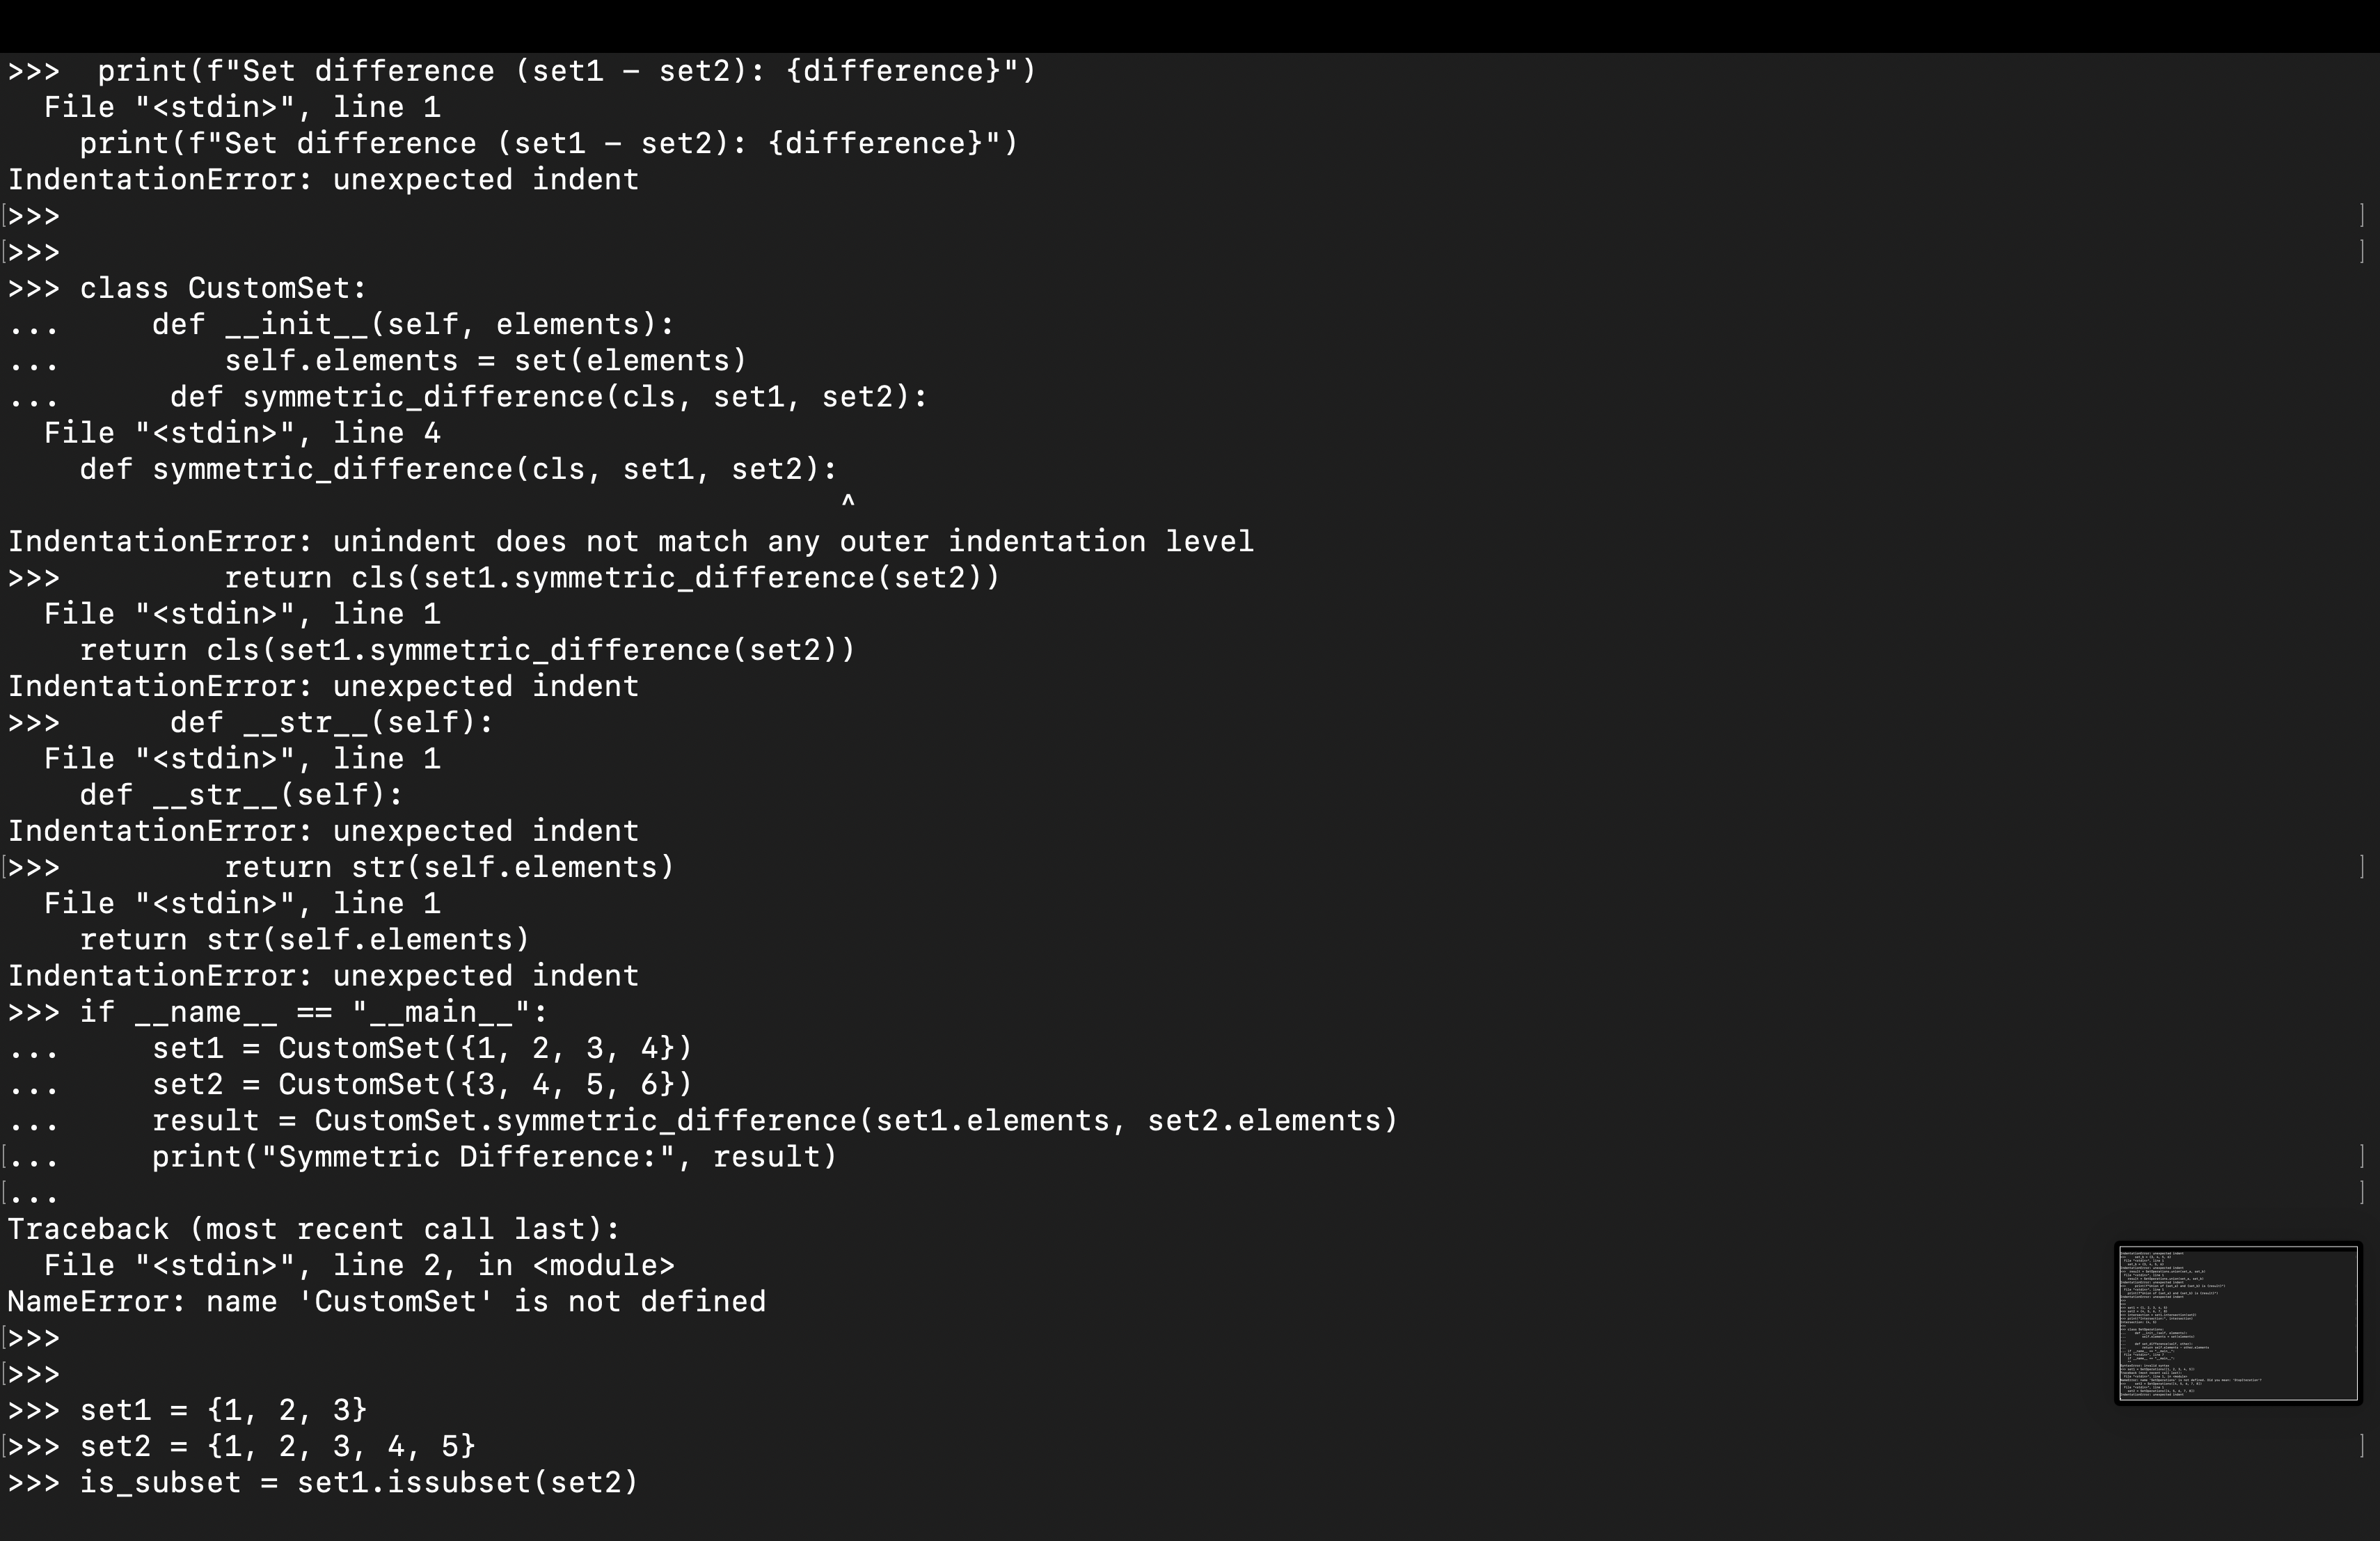 >>>  print(f"Set difference (set1 - set2): {difference}")
  File "<stdin>", line 1
    print(f"Set difference (set1 - set2): {difference}")
IndentationError: unexpected indent
[>>>                                                                                                                               ]
[>>>                                                                                                                               ]
>>> class CustomSet:
...     def __init__(self, elements):
...         self.elements = set(elements)
...      def symmetric_difference(cls, set1, set2):
  File "<stdin>", line 4
    def symmetric_difference(cls, set1, set2):
                                              ^
IndentationError: unindent does not match any outer indentation level
>>>         return cls(set1.symmetric_difference(set2))
  File "<stdin>", line 1
    return cls(set1.symmetric_difference(set2))
IndentationError: unexpected indent
>>>      def __str__(self):
  File "<stdin>", line 1
    def __str__(self):
IndentationError: unexpected indent
[>>>         return str(self.elements)                                                                                             ]
  File "<stdin>", line 1
    return str(self.elements)
IndentationError: unexpected indent
>>> if __name__ == "__main__":
...     set1 = CustomSet({1, 2, 3, 4})
...     set2 = CustomSet({3, 4, 5, 6})
...     result = CustomSet.symmetric_difference(set1.elements, set2.elements)
[...     print("Symmetric Difference:", result)                                                                                    ]
[...                                                                                                                               ]
Traceback (most recent call last):
  File "<stdin>", line 2, in <module>
NameError: name 'CustomSet' is not defined
[>>>
[>>>
>>> set1 = {1, 2, 3}
[>>> set2 = {1, 2, 3, 4, 5}                                                                                                        ]
>>> is_subset = set1.issubset(set2)